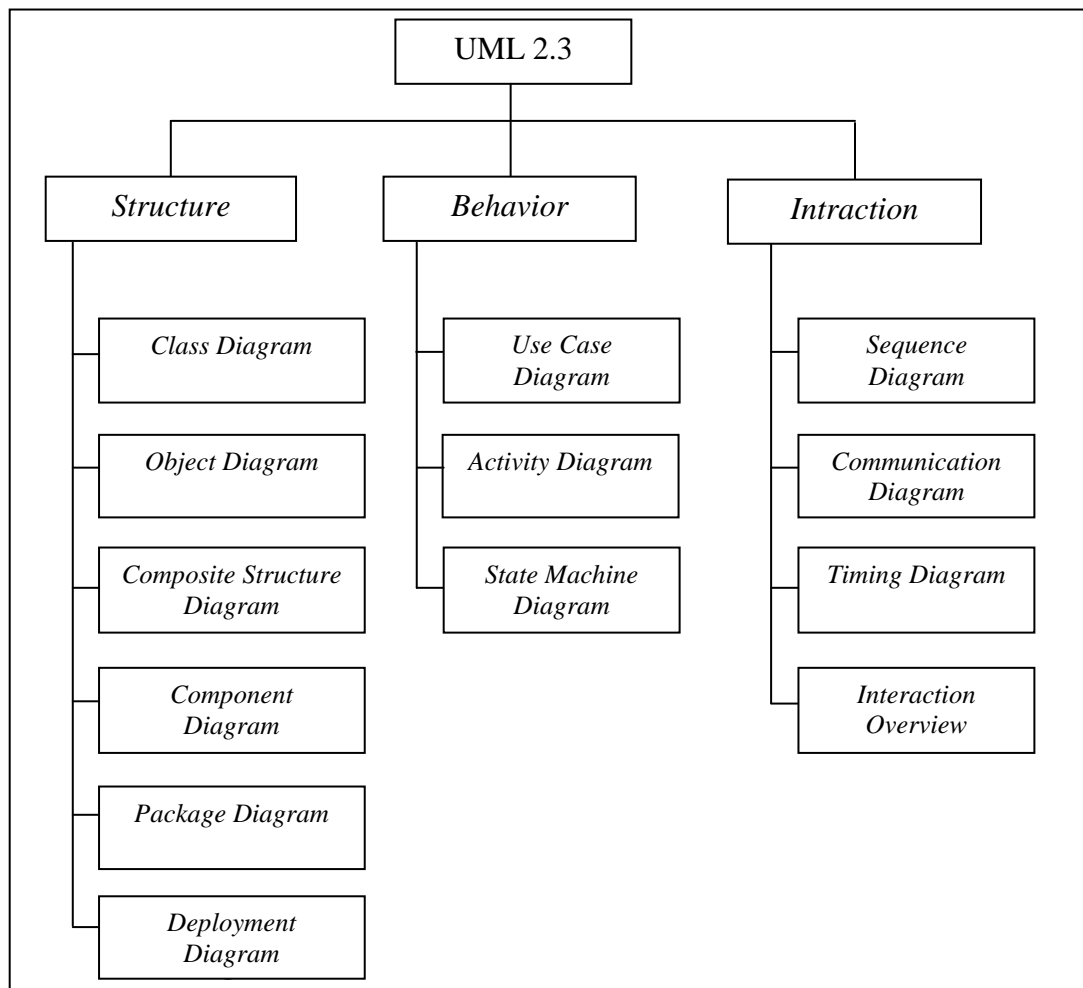 UML 2.3
Structure
Behavior
Intraction
Class Diagram
Object Diagram
Composite Structure
Diagram
Component
Diagram
Package Diagram
Deployment
Diagram
Use Case
Diagram
Activity Diagram
State Machine
Diagram
Sequence
Diagram
Communication
Diagram
Timing Diagram
Interaction
Overview